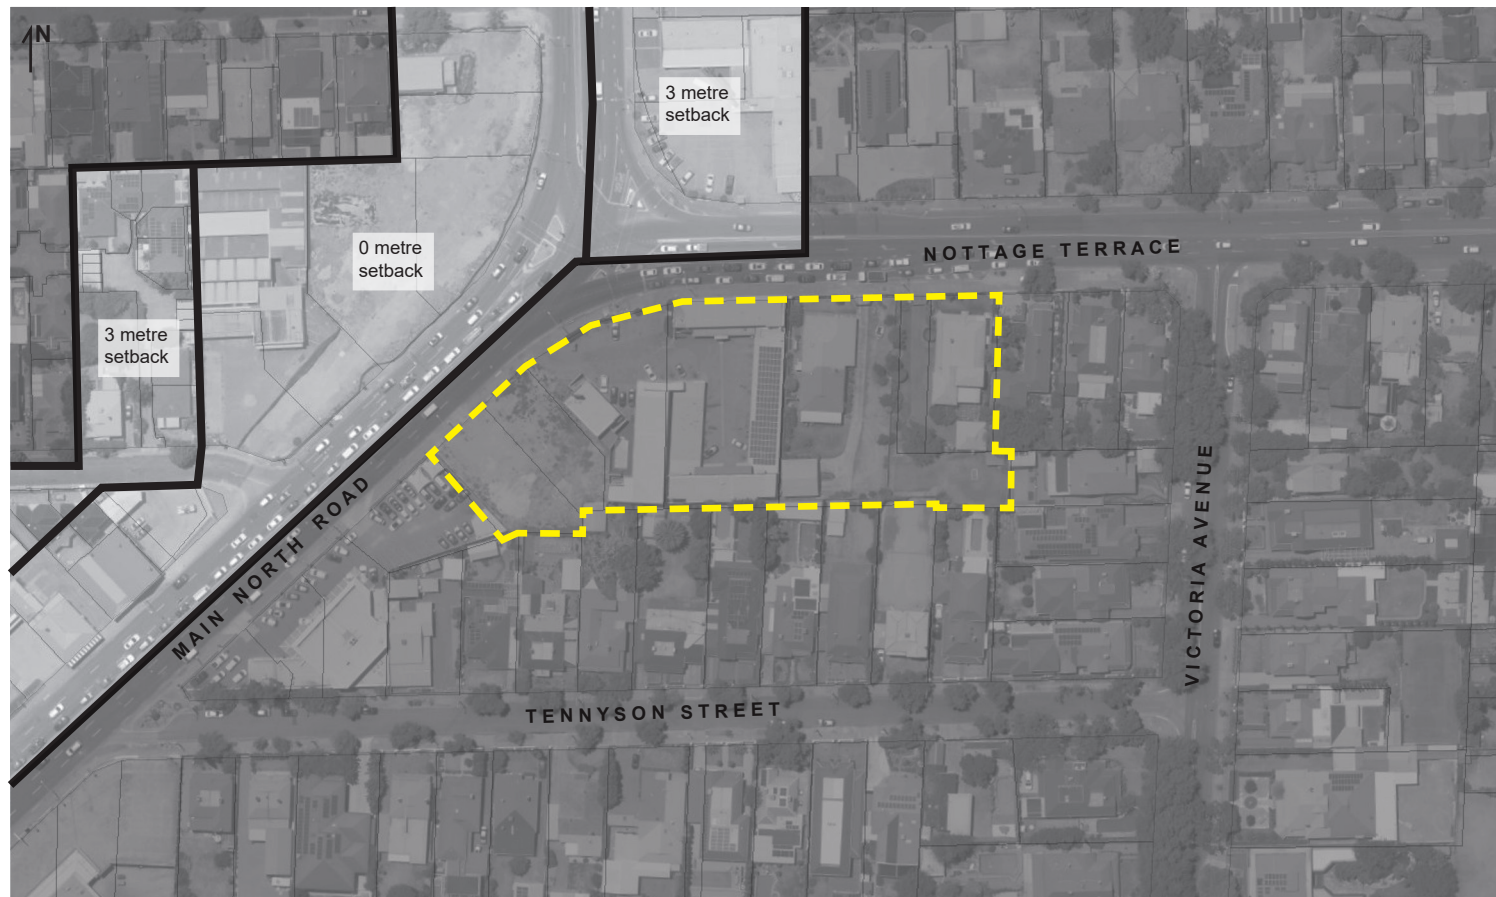 N
3 metre
setback
0 metre
setback
NOTTAGE TERRACE
3 metre
setback
MAIN NORTH ROAD
VICTORIA AVENUE
TENNYSON STREET